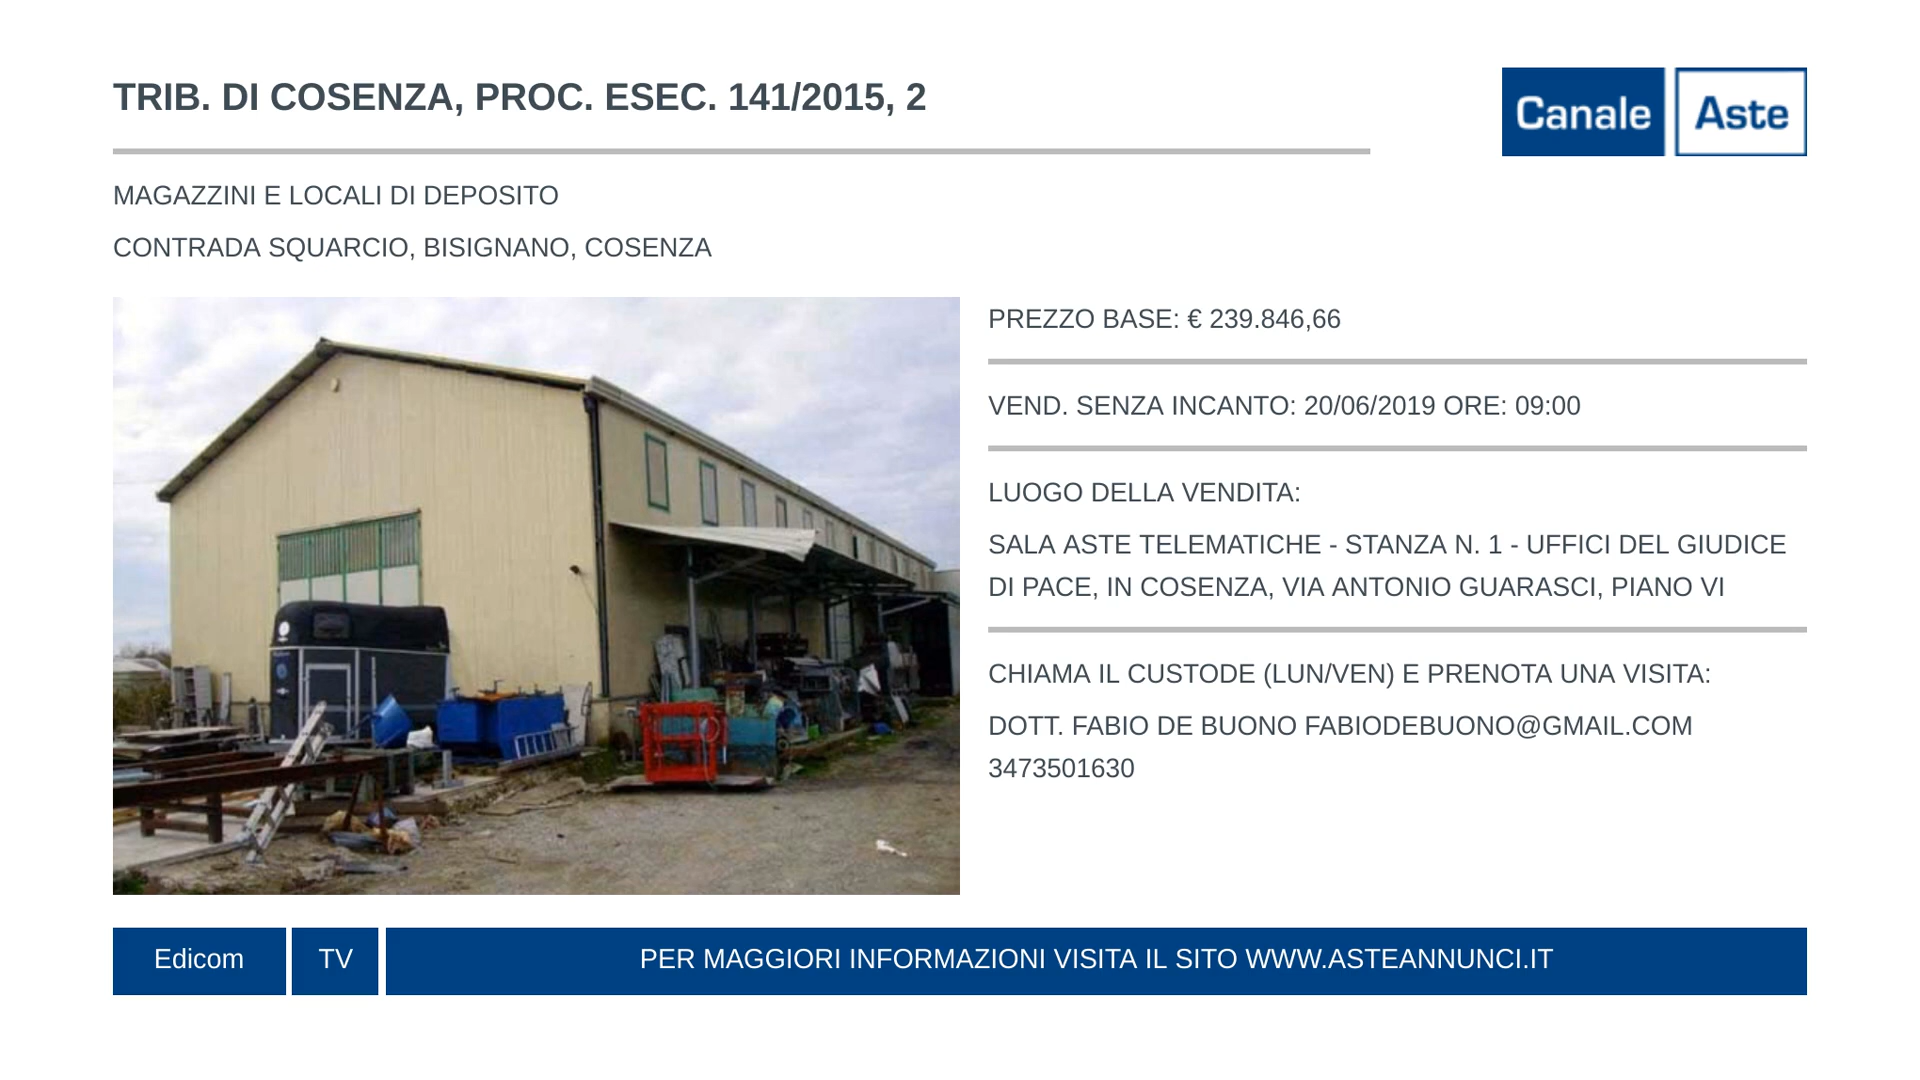 TRIB. DI COSENZA, PROC. ESEC. 141/2015, 2
Canale Aste
MAGAZZINI E LOCALI DI DEPOSITO
CONTRADA SQUARCIO, BISIGNANO, COSENZA
PREZZO BASE: € 239.846,66
VEND. SENZA INCANTO: 20/06/2019 ORE: 09:00
LUOGO DELLA VENDITA:
SALA ASTE TELEMATICHE - STANZA N. 1 - UFFICI DEL GIUDICE
DI PACE, IN COSENZA, VIA ANTONIO GUARASCI, PIANO VI
CHIAMA IL CUSTODE (LUN/VEN) E PRENOTA UNA VISITA:
DOTT. FABIO DE BUONO FABIODEBUONO@GMAIL.COM
3473501630
Edicom TV PER MAGGIORI INFORMAZIONI VISITA IL SITO WWW.ASTEANNUNCI.IT